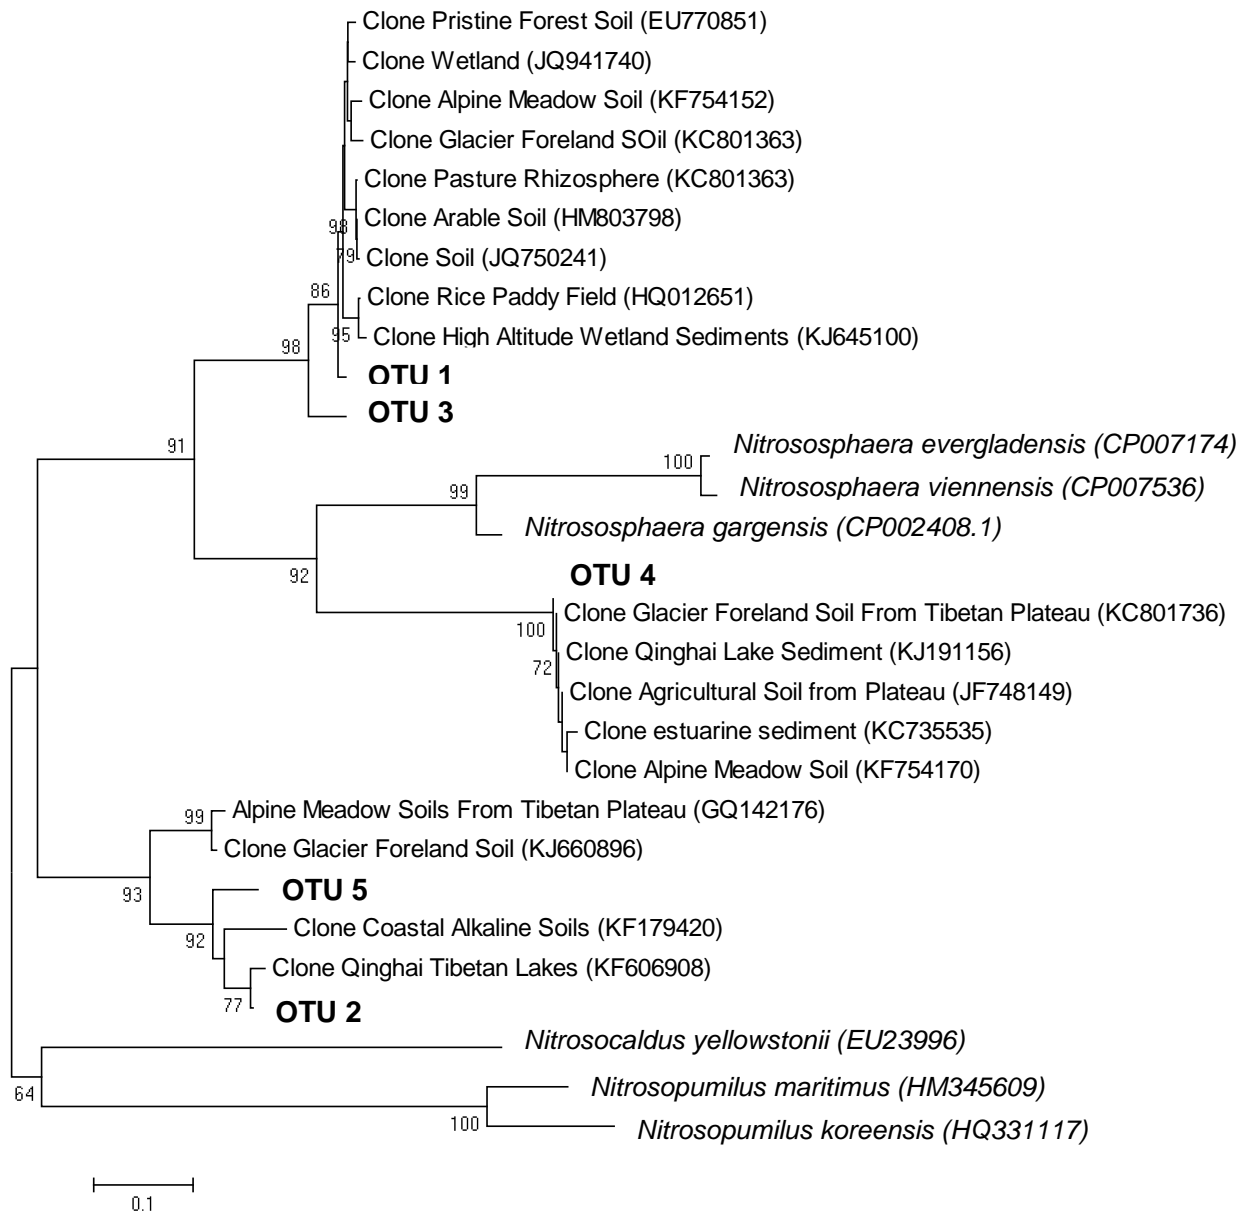 Clone Pristine Forest Soil (EU770851)
Clone Wetland (JQ941740)
Clone Alpine Meadow Soil (KF754152)
Clone Glacier Foreland SOil (KC801363)
Clone Pasture Rhizosphere (KC801363)
98 Clone Arable Soil (HM803798)
79 Clone Soil (JQ750241)
86 Clone Rice Paddy Field (HQ012651)
95 Clone High Altitude Wetland Sediments (KJ645100)
98
OTU 1
OTU 3
91 Nitrososphaera evergladensis (CP007174)
100
99 Nitrososphaera viennensis (CP007536)
Nitrososphaera gargensis (CP002408.1)
92 OTU 4
Clone Glacier Foreland Soil From Tibetan Plateau (KC801736)
100
Clone Qinghai Lake Sediment (KJ191156)
72
Clone Agricultural Soil from Plateau (JF748149)
Clone estuarine sediment (KC735535)
Clone Alpine Meadow Soil (KF754170)
99 Alpine Meadow Soils From Tibetan Plateau (GQ142176)
Clone Glacier Foreland Soil (KJ660896)
93 OTU 5
92 Clone Coastal Alkaline Soils (KF179420)
Clone Qinghai Tibetan Lakes (KF606908)
77 OTU 2
Nitrosocaldus yellowstonii (EU23996)
64 Nitrosopumilus maritimus (HM345609)
100 Nitrosopumilus koreensis (HQ331117)
0.1